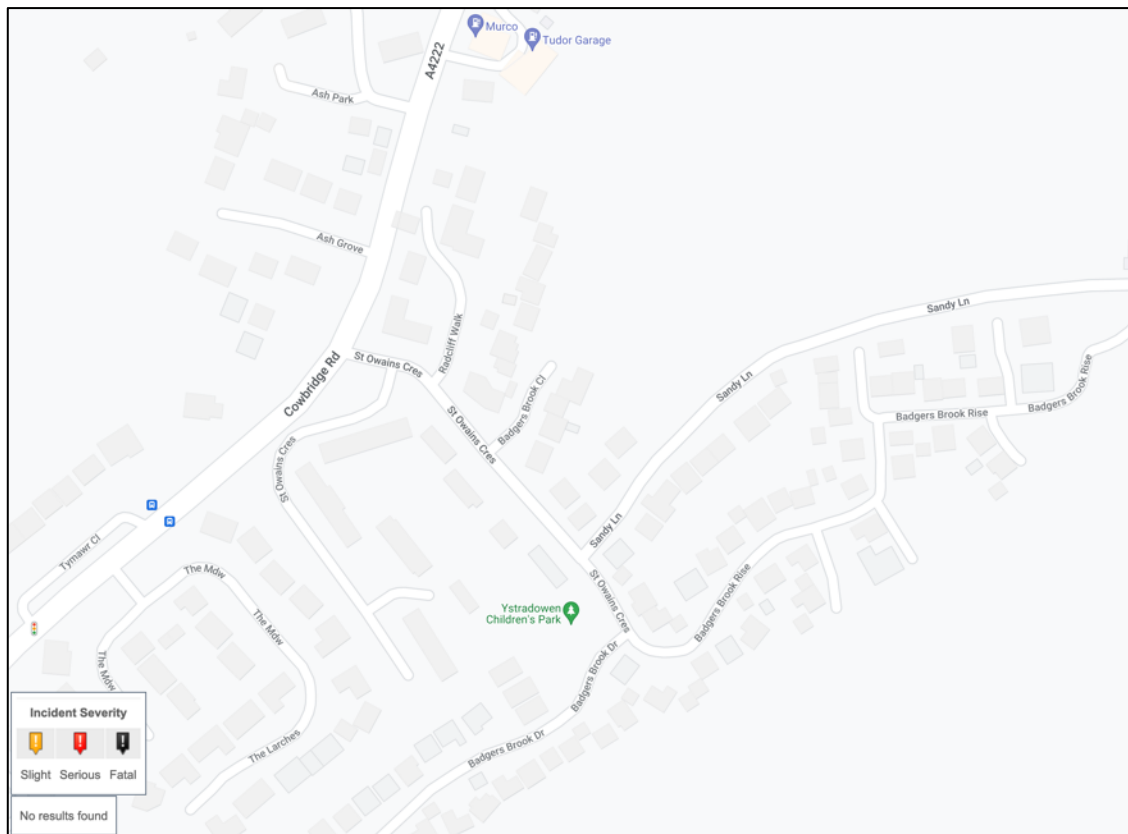 Murco
Tudor Garage
A4222
Ash Park
Ash Grove
Radcliff Walk
St Owains Cres
Cowbridge Rd
Badgers Brook Cl
St Owains Cres
St Owains Cres
Sandy Ln
Sandy Ln
Badgers Brook Rise
Badgers Brook Rise
Sandy Ln
Tymawr Cl
The Mdw
The Mdw
The Mdw
Ystradowen
Children's Park
St Owains Cres
Badgers Brook Rise
Badgers Brook Dr
Badgers Brook Dr
The Larches
Incident Severity
Slight Serious Fatal
No results found